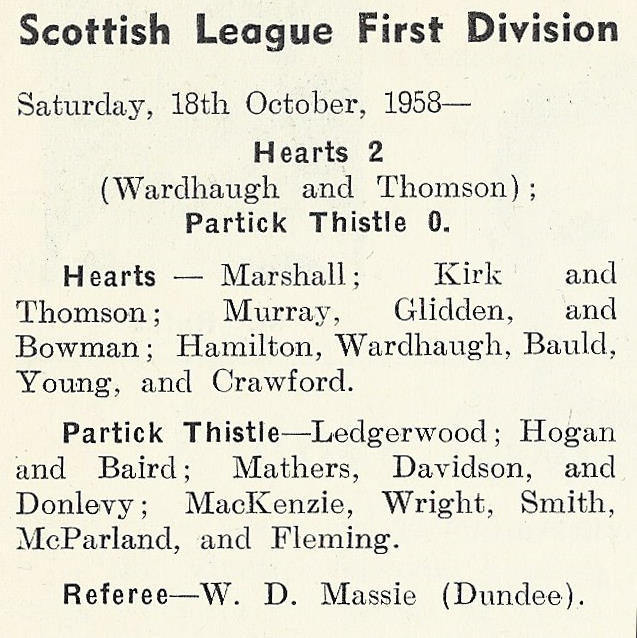 Scottish League First Division
Saturday, 18th October, 1958—
Hearts 2
(Wardhaugh and Thomson);
Partick Thistle 0.
Hearts — Marshall; Kirk and
Thomson; Murray, Glidden, and
Bowman; Hamilton, Wardhaugh, Bauld,
Young, and Crawford.
Partick Thistle—Ledgerwood; Hogan
and Baird; Mathers, Davidson, and
Donlevy; MacKenzie, Wright, Smith,
McParland, and Fleming.
Referee—W. D. Massie (Dundee).